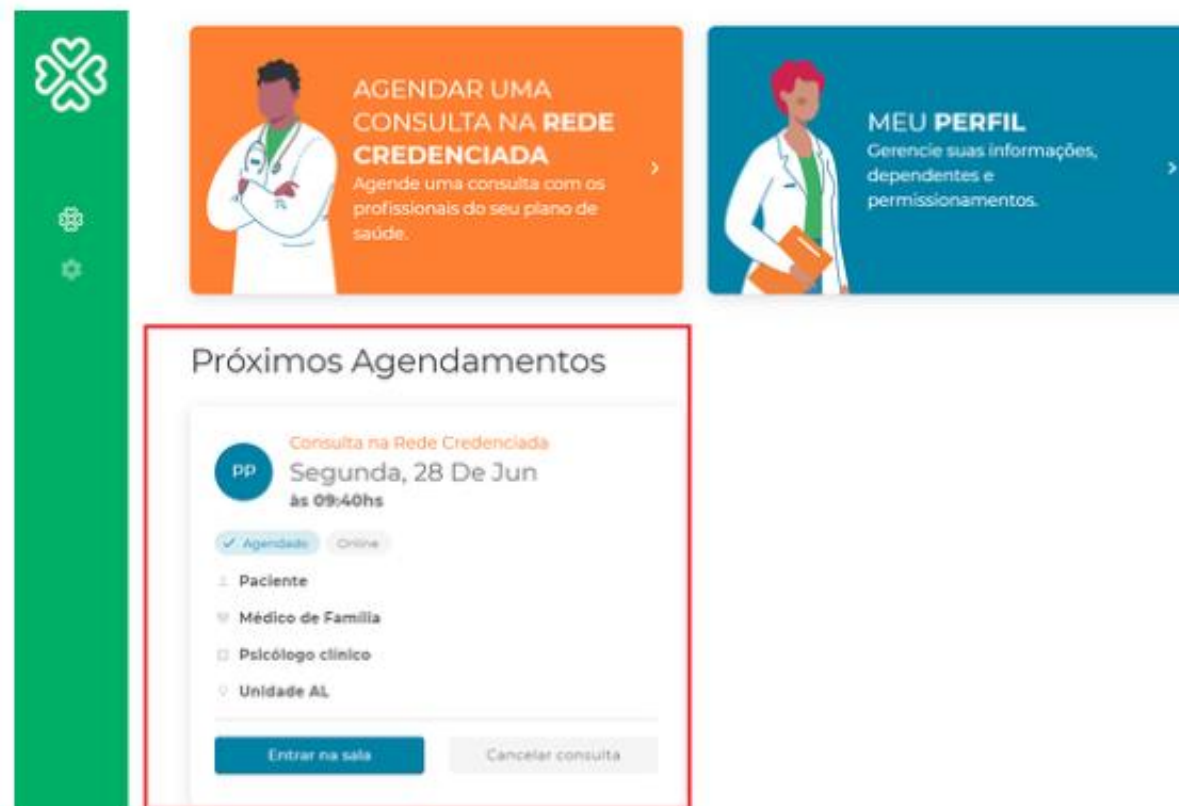 AGENDAR UMA
CONSULTA NA REDE
CREDENCIADA
Agende uma consulta com os
profissionais do seu plano de
saúde.
MEU PERFIL
Gerencie suas informações,
dependentes e
permissionamentos.
Próximos Agendamentos
PP
Consulta na Rede Credenciada
Segunda, 28 De Jun
às 09:40hs
Agendado Online
Paciente
Médico de Família
Psicólogo clínico
Unidade AL
Entrar na sala Cancelar consulta